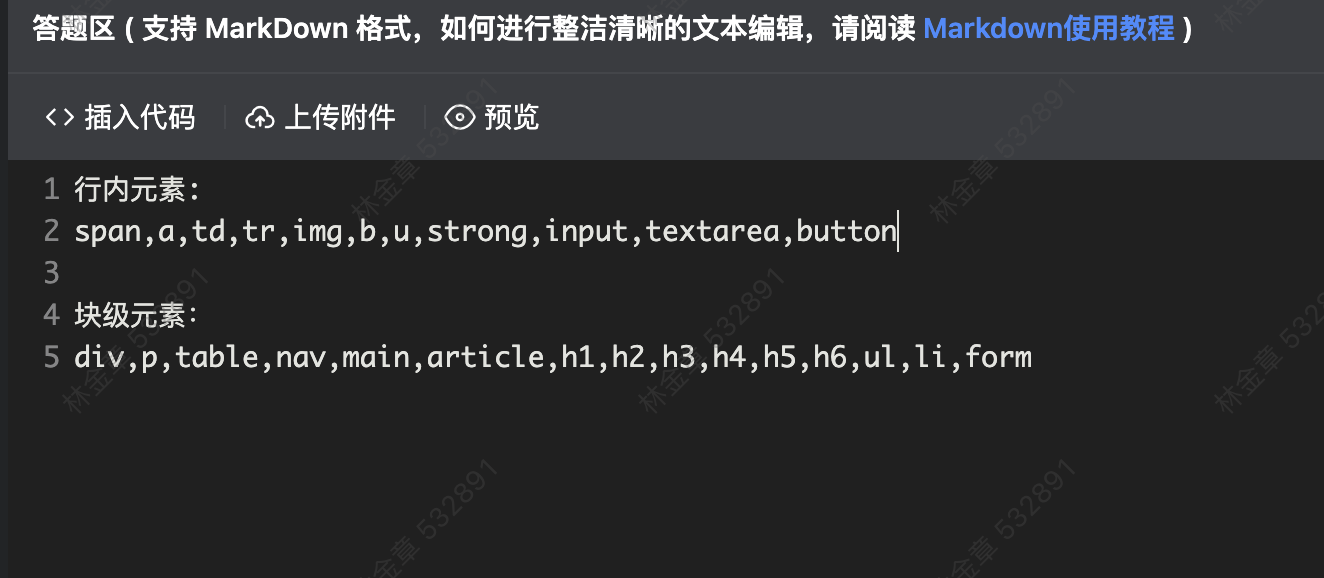 答题区 ( 支持 MarkDown 格式，如何进行整洁清晰的文本编辑，请阅读 Markdown使用教程 )
<> 插入代码 上传附件 预览
1 行内元素：
2 span,a,td,tr,img,b,u,strong,input,textarea,button
3
4 块级元素：
5 div,p,table,nav,main,article,h1,h2,h3,h4,h5,h6,ul,li,form
林金章 532891
林金章 532891
林金章 532891
林金章 532891
林金章 532891
林金章 532891
林金章 532891